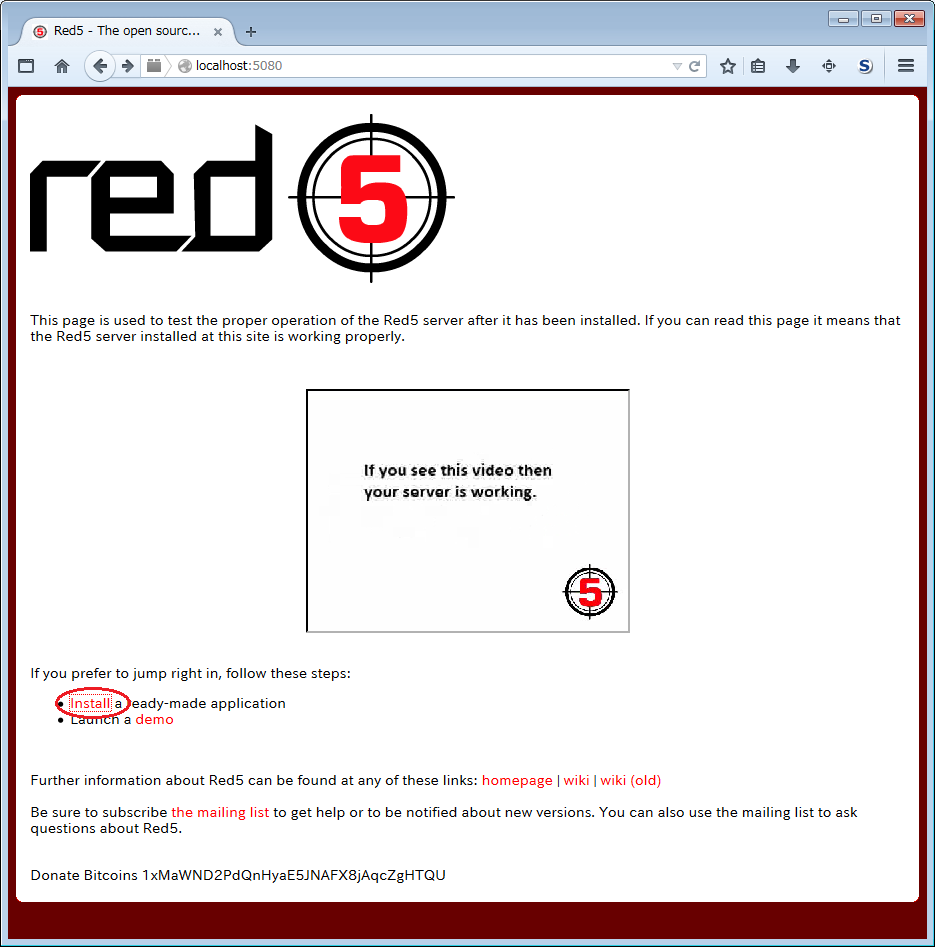 Red5 - The open sourc...
localhost:5080
red 5
This page is used to test the proper operation of the Red5 server after it has been installed. If you can read this page it means that
the Red5 server installed at this site is working properly.
If you see this video then
your server is working.
5
If you prefer to jump right in, follow these steps:
• Install a ready-made application
• Launch a demo
Further information about Red5 can be found at any of these links: homepage | wiki | wiki (old)
Be sure to subscribe the mailing list to get help or to be notified about new versions. You can also use the mailing list to ask
questions about Red5.
Donate Bitcoins 1xMaWND2PdQnHyaE5JNAFX8jAqcZgHTQU